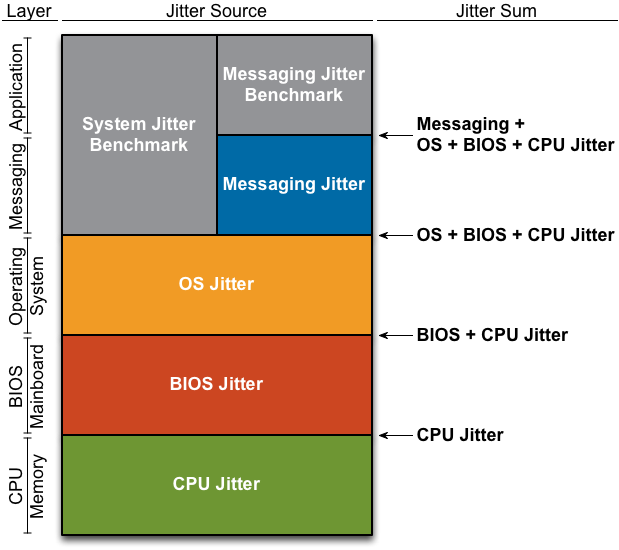 Layer
Jitter Source
Jitter Sum
Application
Messaging Jitter
Benchmark
System Jitter
Benchmark
Messaging +
OS + BIOS + CPU Jitter
Messaging
Messaging Jitter
OS + BIOS + CPU Jitter
Operating
System
OS Jitter
BIOS + CPU Jitter
BIOS
Mainboard
BIOS Jitter
CPU Jitter
CPU
Memory
CPU Jitter